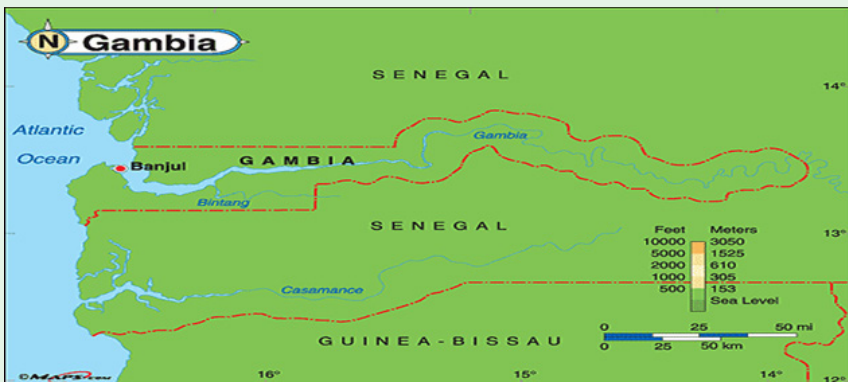 N Gambia
SENEGAL
14°
Atlantic
Ocean
Gambia
GAMBIA
Banjul
Bintang
SENEGAL
13°
Feet Meters
10000 3050
5000 1525
2000 610
1000 305
500 153
Sea Level
Casamance
0 25 50 mi
0 25 50 km
GUINEA-BISSAU
©MAPS.com
16° 15° 14° 12°